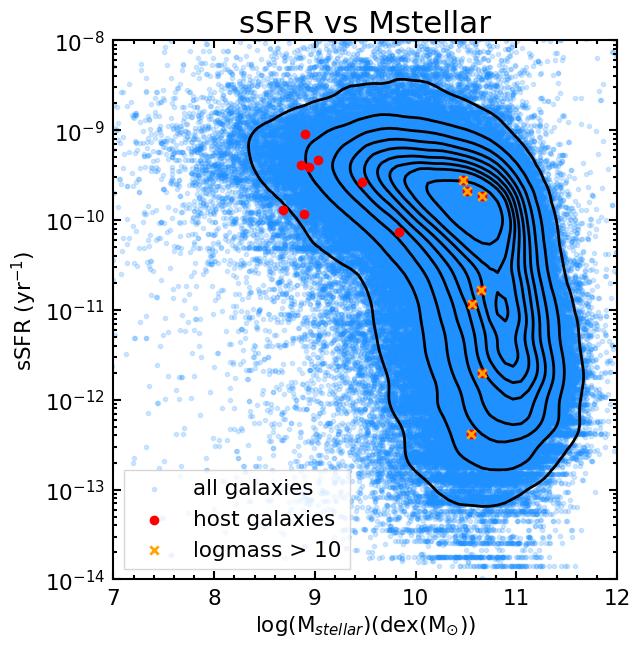 sSFR vs Mstellar
10⁻⁸
10⁻⁹
10⁻¹⁰
10⁻¹¹
10⁻¹²
10⁻¹³
10⁻¹⁴
sSFR (yr⁻¹)
all galaxies
host galaxies
logmass > 10
7 8 9 10 11 12
log(M_stellar)(dex(M_⊙))